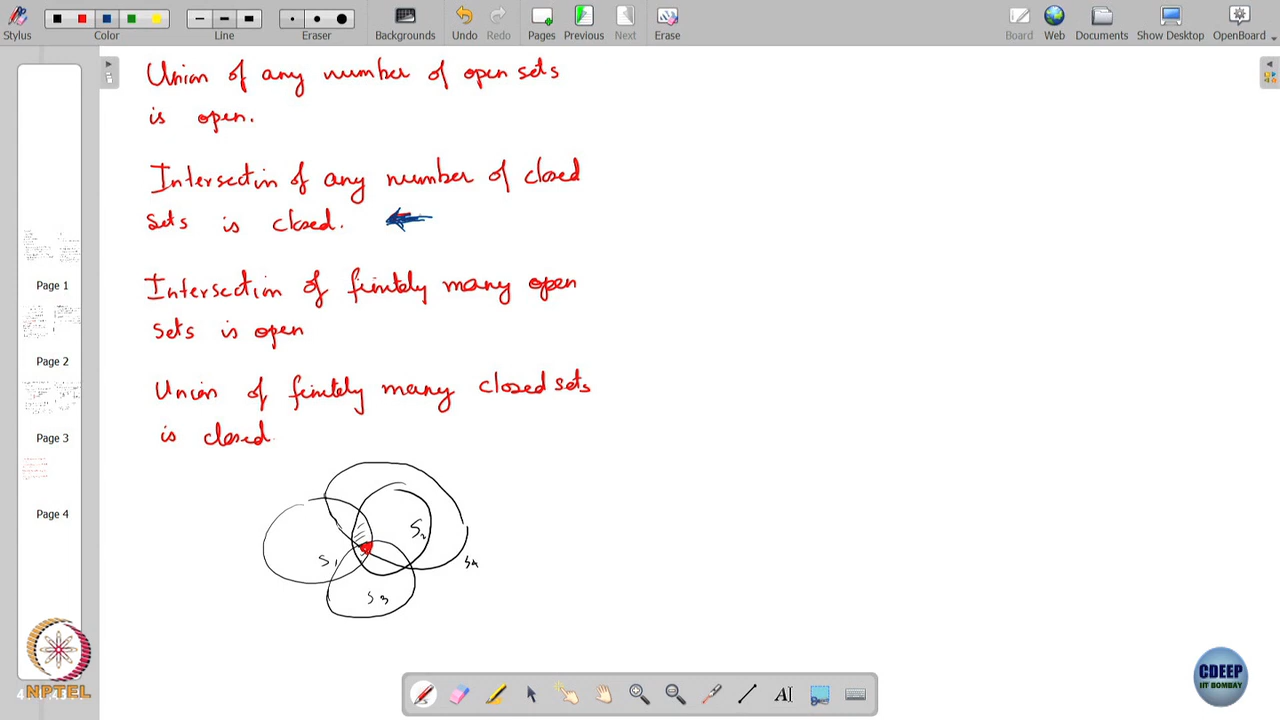 Stylus
Color
Line
Eraser
Backgrounds
Undo
Redo
Pages
Previous
Next
Erase
Board
Web
Documents
Show Desktop
OpenBoard
Union of any number of open sets
is open.
Intersectin of any number of closed
sets is closed.
Intersection of finitely many open
sets is open
Union of finitely many closed sets
is closed.
S1
S2
S3
S4
Page 1
Page 2
Page 3
Page 4
NPTEL
CDEEP
IIT BOMBAY